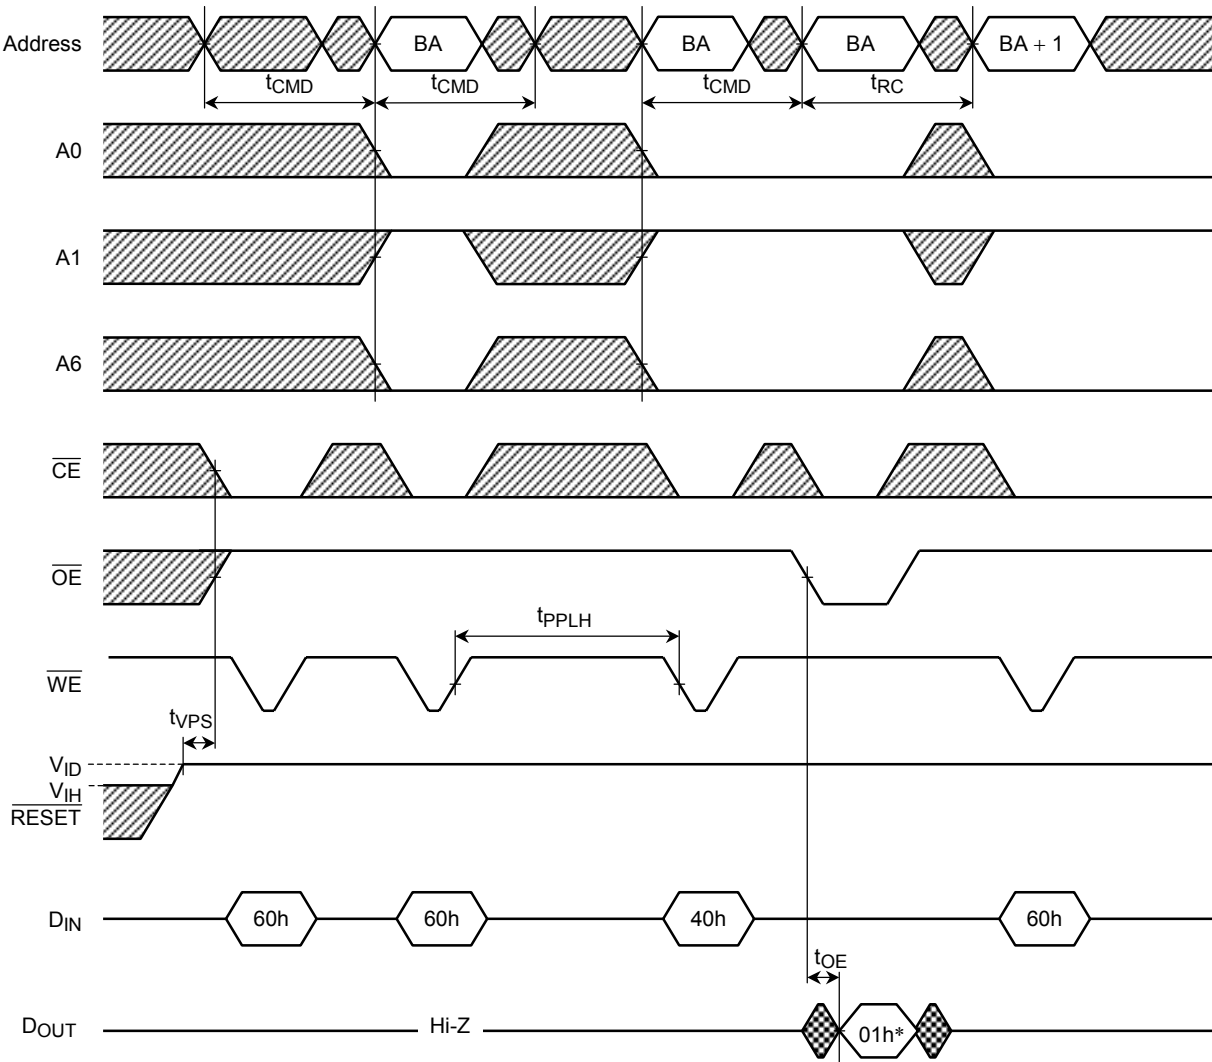 Address BA BA BA BA + 1
tCMD tCMD tCMD tRC
A0
A1
A6
CE
OE
tPPLH
WE
tVPS
VID
VIH
RESET
DIN 60h 60h 40h 60h
tOE
DOUT Hi-Z 01h*